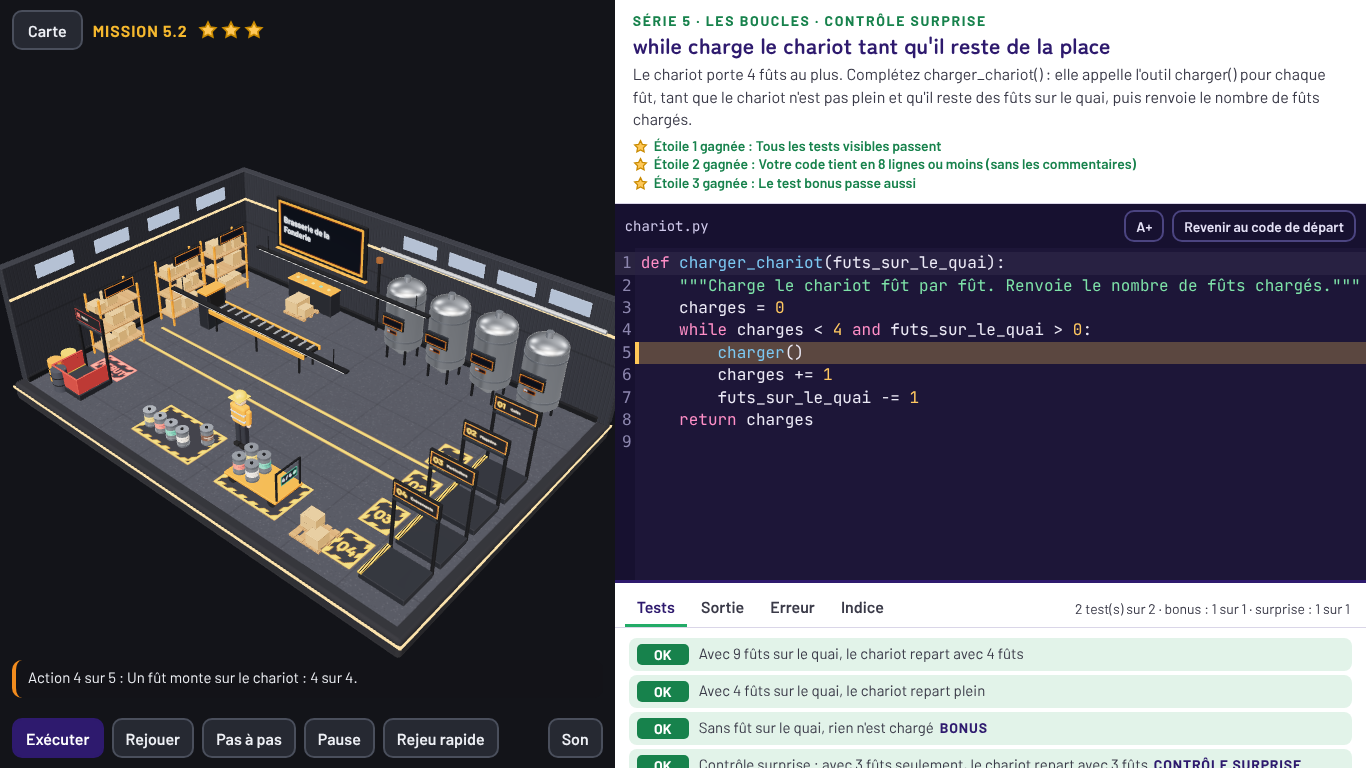 Carte
MISSION 5.2
Brasserie de la
Fonderie
01
02
03
04
02
03
04
Action 4 sur 5 : Un fût monte sur le chariot : 4 sur 4.
Exécuter
Rejouer
Pas à pas
Pause
Rejeu rapide
Son
SÉRIE 5 · LES BOUCLES · CONTRÔLE SURPRISE
while charge le chariot tant qu'il reste de la place
Le chariot porte 4 fûts au plus. Complétez charger_chariot() : elle appelle l'outil charger() pour chaque
fût, tant que le chariot n'est pas plein et qu'il reste des fûts sur le quai, puis renvoie le nombre de fûts
chargés.
Étoile 1 gagnée : Tous les tests visibles passent
Étoile 2 gagnée : Votre code tient en 8 lignes ou moins (sans les commentaires)
Étoile 3 gagnée : Le test bonus passe aussi
chariot.py
A+
Revenir au code de départ
1 def charger_chariot(futs_sur_le_quai):
2     """Charge le chariot fût par fût. Renvoie le nombre de fûts chargés."""
3     charges = 0
4     while charges < 4 and futs_sur_le_quai > 0:
5         charger()
6         charges += 1
7         futs_sur_le_quai -= 1
8     return charges
9
Tests
Sortie
Erreur
Indice
2 test(s) sur 2 · bonus : 1 sur 1 · surprise : 1 sur 1
OK Avec 9 fûts sur le quai, le chariot repart avec 4 fûts
OK Avec 4 fûts sur le quai, le chariot repart plein
OK Sans fût sur le quai, rien n'est chargé BONUS
OK Contrôle surprise : avec 3 fûts seulement, le chariot repart avec 3 fûts CONTRÔLE SURPRISE